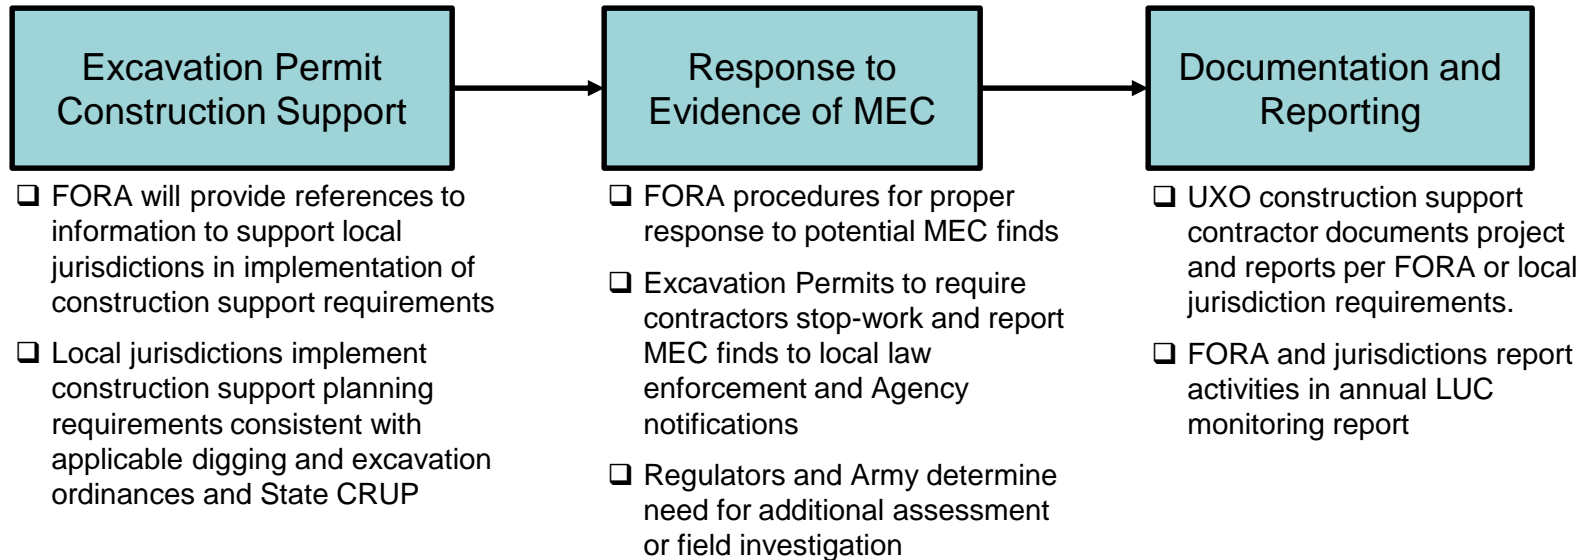 Excavation Permit
Construction Support
❑ FORA will provide references to
information to support local
jurisdictions in implementation of
construction support requirements
❑ Local jurisdictions implement
construction support planning
requirements consistent with
applicable digging and excavation
ordinances and State CRUP
Response to
Evidence of MEC
❑ FORA procedures for proper
response to potential MEC finds
❑ Excavation Permits to require
contractors stop-work and report
MEC finds to local law
enforcement and Agency
notifications
❑ Regulators and Army determine
need for additional assessment
or field investigation
Documentation and
Reporting
❑ UXO construction support
contractor documents project
and reports per FORA or local
jurisdiction requirements.
❑ FORA and jurisdictions report
activities in annual LUC
monitoring report